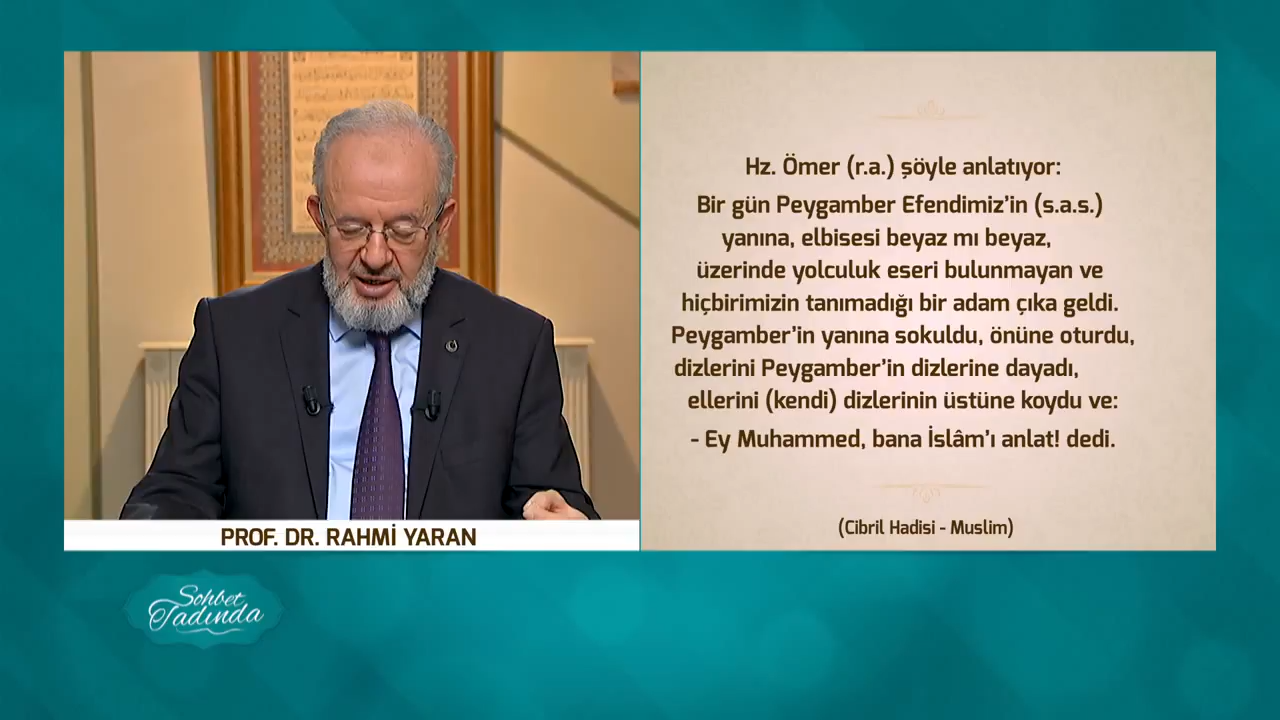 Hz. Ömer (r.a.) şöyle anlatıyor:
Bir gün Peygamber Efendimiz’in (s.a.s.)
yanına, elbisesi beyaz mı beyaz,
üzerinde yolculuk eseri bulunmayan ve
hiçbirimizin tanımadığı bir adam çıka geldi.
Peygamber’in yanına sokuldu, önüne oturdu,
dizlerini Peygamber’in dizlerine dayadı,
ellerini (kendi) dizlerinin üstüne koydu ve:
- Ey Muhammed, bana İslâm’ı anlat! dedi.
(Cibril Hadisi - Muslim)
PROF. DR. RAHMİ YARAN
Sohbet
Tadında